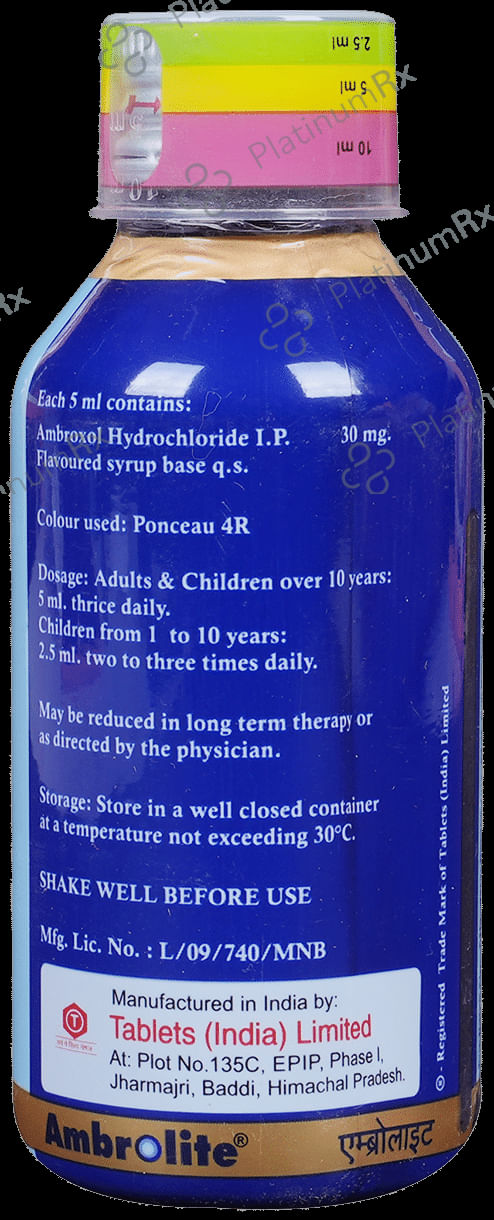 2.5 ml
5 ml
10 ml
PlatinumRx
PlatinumRx
PlatinumRx
Each 5 ml contains:
Ambroxol Hydrochloride I.P. 30 mg.
Flavoured syrup base q.s.
Colour used: Ponceau 4R
Dosage: Adults & Children over 10 years:
5 ml. thrice daily.
Children from 1 to 10 years:
2.5 ml. two to three times daily.
May be reduced in long term therapy or
as directed by the physician.
Storage: Store in a well closed container
at a temperature not exceeding 30°C.
SHAKE WELL BEFORE USE
Mfg. Lic. No. : L/09/740/MNB
Manufactured in India by:
Tablets (India) Limited
At: Plot No.135C, EPIP, Phase I,
Jharmajri, Baddi, Himachal Pradesh.
® - Registered Trade Mark of Tablets (India) Limited
Ambrolite®
एम्ब्रोलाइट